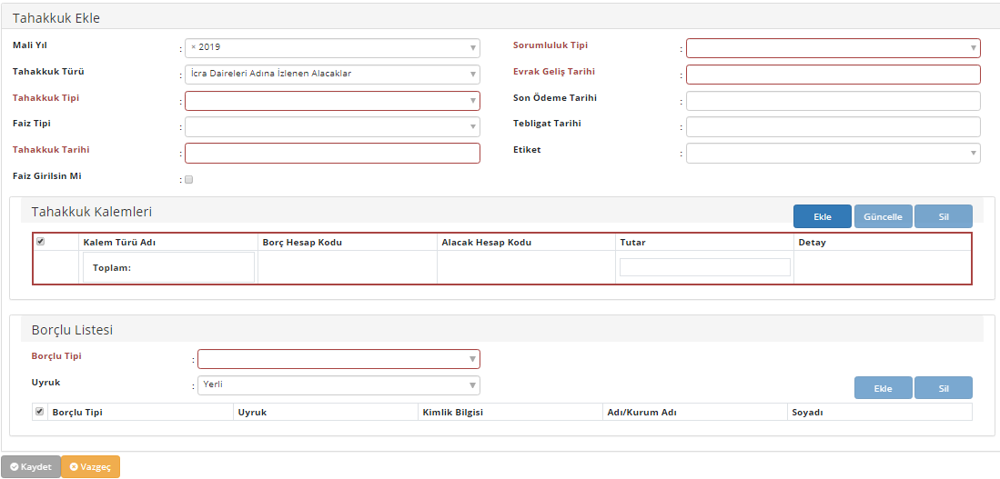 Tahakkuk Ekle
Mali Yıl : × 2019 Sorumluluk Tipi :
Tahakkuk Türü : İcra Daireleri Adına İzlenen Alacaklar Evrak Geliş Tarihi :
Tahakkuk Tipi : Son Ödeme Tarihi :
Faiz Tipi : Tebligat Tarihi :
Tahakkuk Tarihi : Etiket :
Faiz Girilsin Mi :
Tahakkuk Kalemleri Ekle Güncelle Sil
Kalem Türü Adı Borç Hesap Kodu Alacak Hesap Kodu Tutar Detay
Toplam:
Borçlu Listesi
Borçlu Tipi :
Uyruk : Yerli Ekle Sil
Borçlu Tipi Uyruk Kimlik Bilgisi Adı/Kurum Adı Soyadı
Kaydet Vazgeç